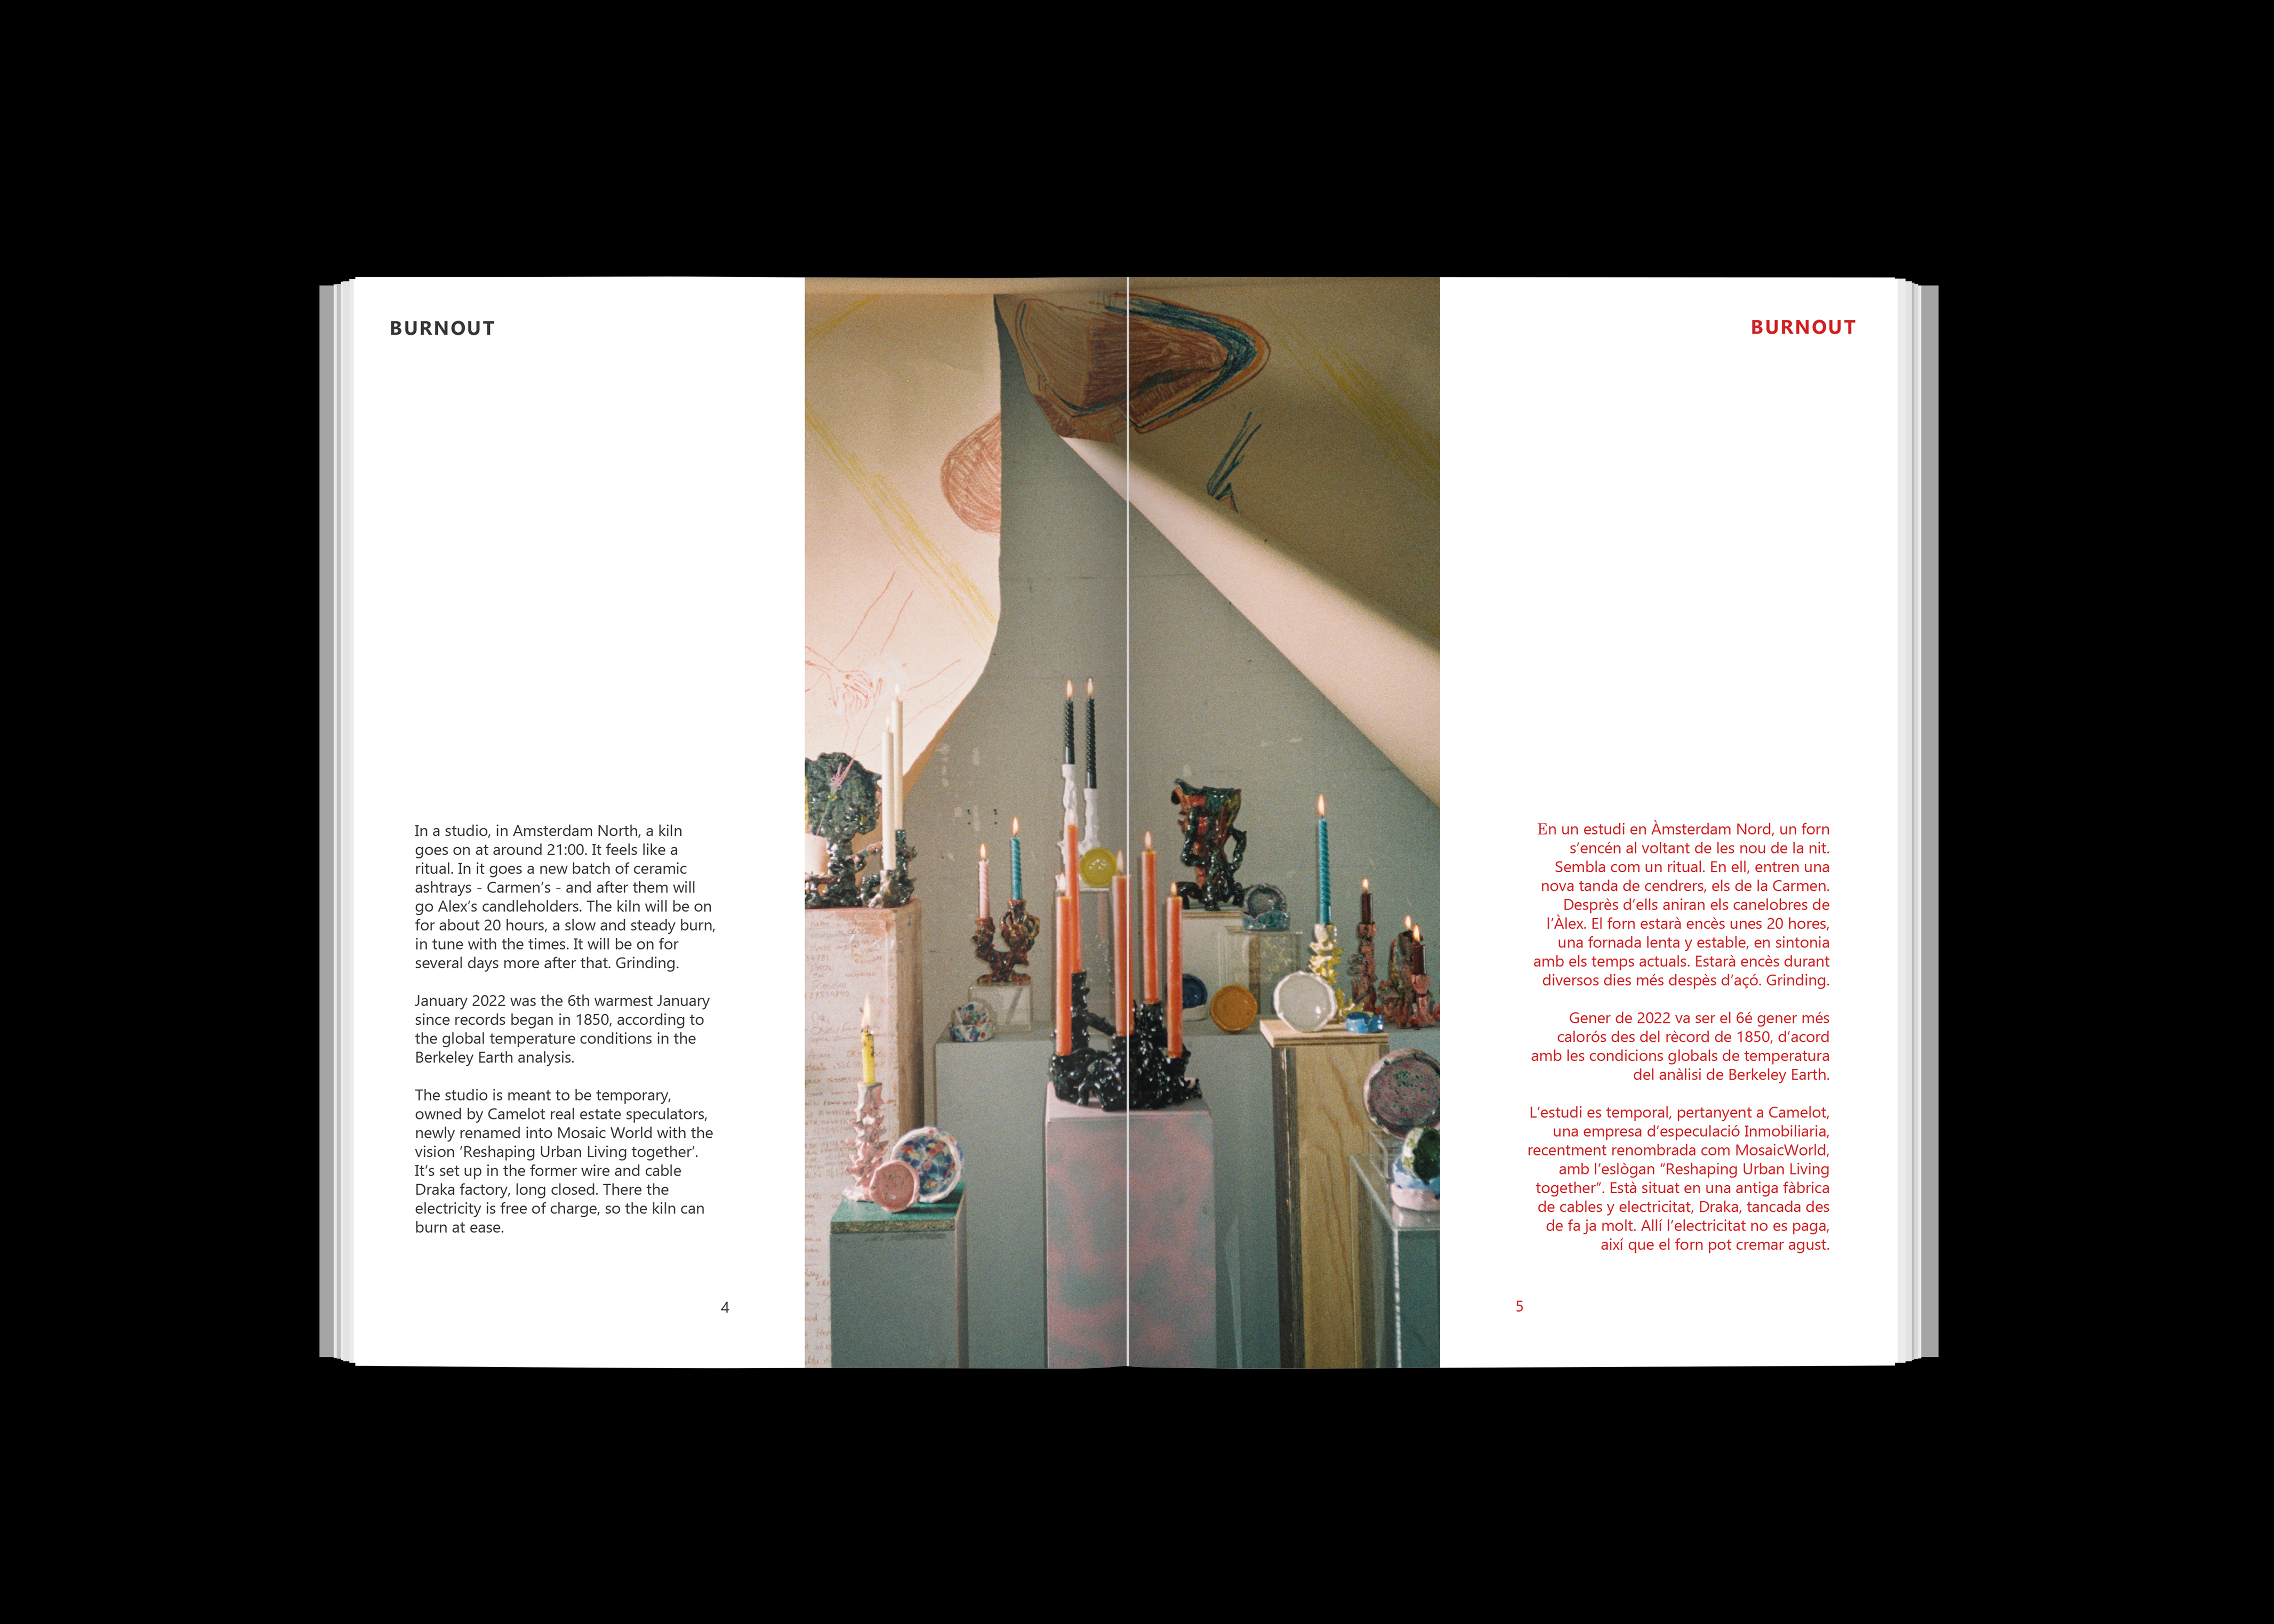 BURNOUT
In a studio, in Amsterdam North, a kiln
goes on at around 21:00. It feels like a
ritual. In it goes a new batch of ceramic
ashtrays - Carmen’s - and after them will
go Alex’s candleholders. The kiln will be on
for about 20 hours, a slow and steady burn,
in tune with the times. It will be on for
several days more after that. Grinding.
January 2022 was the 6th warmest January
since records began in 1850, according to
the global temperature conditions in the
Berkeley Earth analysis.
The studio is meant to be temporary,
owned by Camelot real estate speculators,
newly renamed into Mosaic World with the
vision ‘Reshaping Urban Living together’.
It’s set up in the former wire and cable
Draka factory, long closed. There the
electricity is free of charge, so the kiln can
burn at ease.
4
BURNOUT
En un estudi en Àmsterdam Nord, un forn
s’encén al voltant de les nou de la nit.
Sembla com un ritual. En ell, entren una
nova tanda de cendrers, els de la Carmen.
Desprès d’ells aniran els canelobres de
l’Àlex. El forn estarà encès unes 20 hores,
una fornada lenta y estable, en sintonia
amb els temps actuals. Estarà encès durant
diversos dies més despès d’açó. Grinding.
Gener de 2022 va ser el 6é gener més
calorós des del rècord de 1850, d’acord
amb les condicions globals de temperatura
del anàlisi de Berkeley Earth.
L’estudi es temporal, pertanyent a Camelot,
una empresa d’especulació Inmobiliaria,
recentment renombrada com MosaicWorld,
amb l’eslògan “Reshaping Urban Living
together”. Està situat en una antiga fàbrica
de cables y electricitat, Draka, tancada des
de fa ja molt. Allí l’electricitat no es paga,
així que el forn pot cremar agust.
5